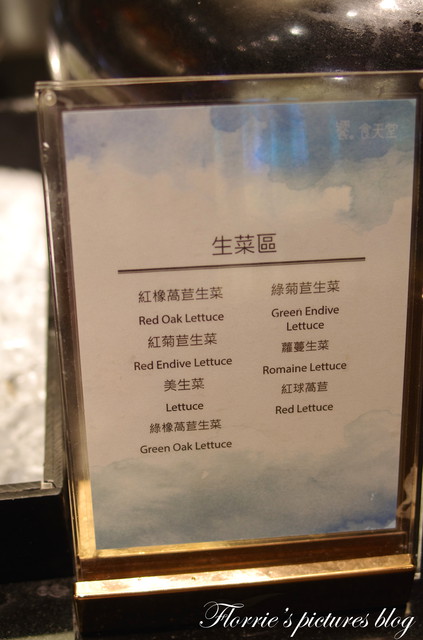 饗食天堂
生菜區
紅橡萵苣生菜
Red Oak Lettuce
紅菊苣生菜
Red Endive Lettuce
美生菜
Lettuce
綠橡萵苣生菜
Green Oak Lettuce
綠菊苣生菜
Green Endive
Lettuce
蘿蔓生菜
Romaine Lettuce
紅球萵苣
Red Lettuce
Florrie's pictures blog